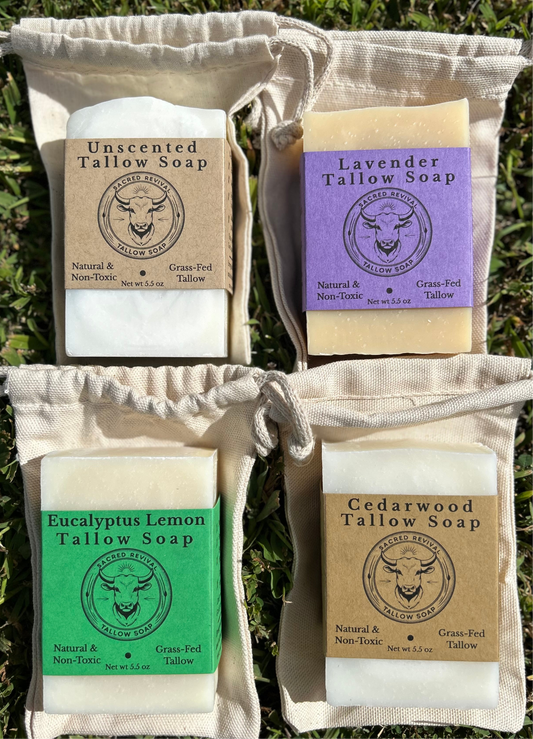 Unscented
Tallow Soap
SACRED REVIVAL
TALLOW SOAP
Natural &
Non-Toxic
Grass-Fed
Tallow
Net wt 5.5 oz
Lavender
Tallow Soap
SACRED REVIVAL
TALLOW SOAP
Natural &
Non-Toxic
Grass-Fed
Tallow
Net wt 5.5 oz
Eucalyptus Lemon
Tallow Soap
SACRED REVIVAL
TALLOW SOAP
Natural &
Non-Toxic
Grass-Fed
Tallow
Net wt 5.5 oz
Cedarwood
Tallow Soap
SACRED REVIVAL
TALLOW SOAP
Natural &
Non-Toxic
Grass-Fed
Tallow
Net wt 5.5 oz